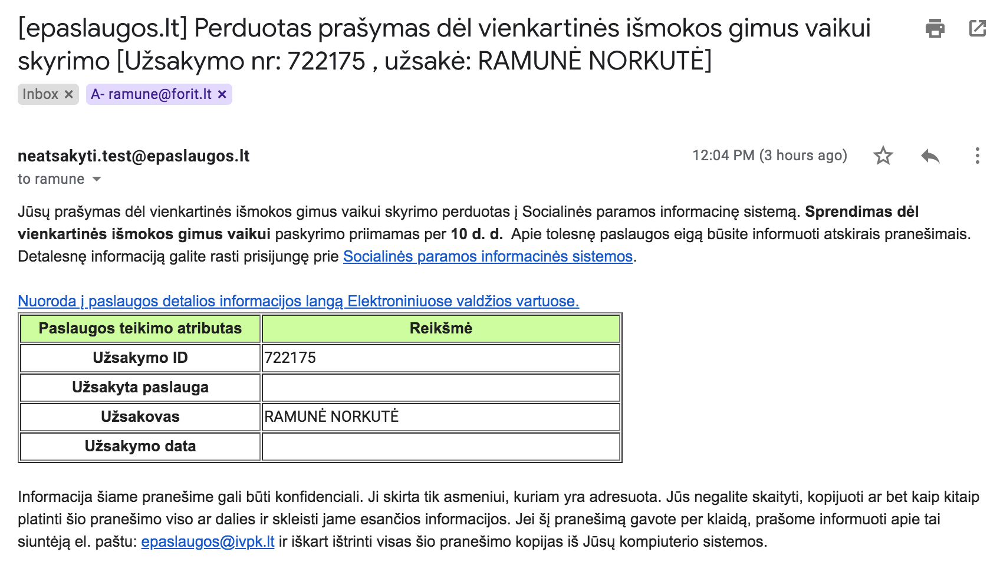 [epaslaugos.lt] Perduotas prašymas dėl vienkartinės išmokos gimus vaikui
skyrimo [Užsakymo nr: 722175 , užsakė: RAMUNĖ NORKUTĖ]
Inbox × A- ramune@forit.lt ×
neatsakyti.test@epaslaugos.lt 12:04 PM (3 hours ago)
to ramune
Jūsų prašymas dėl vienkartinės išmokos gimus vaikui skyrimo perduotas į Socialinės paramos informacinę sistemą. Sprendimas dėl
vienkartinės išmokos gimus vaikui paskyrimo priimamas per 10 d. d. Apie tolesnę paslaugos eigą būsite informuoti atskirais pranešimais.
Detalesnę informaciją galite rasti prisijungę prie Socialinės paramos informacinės sistemos.
Nuoroda į paslaugos detalios informacijos langą Elektroniniuose valdžios vartuose.
Paslaugos teikimo atributas Reikšmė
Užsakymo ID 722175
Užsakyta paslauga
Užsakovas RAMUNĖ NORKUTĖ
Užsakymo data
Informacija šiame pranešime gali būti konfidenciali. Ji skirta tik asmeniui, kuriam yra adresuota. Jūs negalite skaityti, kopijuoti ar bet kaip kitaip
platinti šio pranešimo viso ar dalies ir skleisti jame esančios informacijos. Jei šį pranešimą gavote per klaidą, prašome informuoti apie tai
siuntėją el. paštu: epaslaugos@ivpk.lt ir iškart ištrinti visas šio pranešimo kopijas iš Jūsų kompiuterio sistemos.